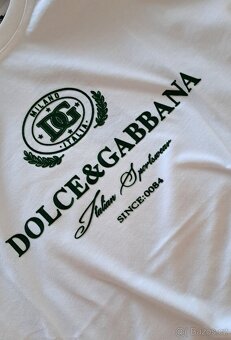 MILANO
DG
ITALIA
DOLCE&GABBANA
Italian Sportswear
SINCE:0084